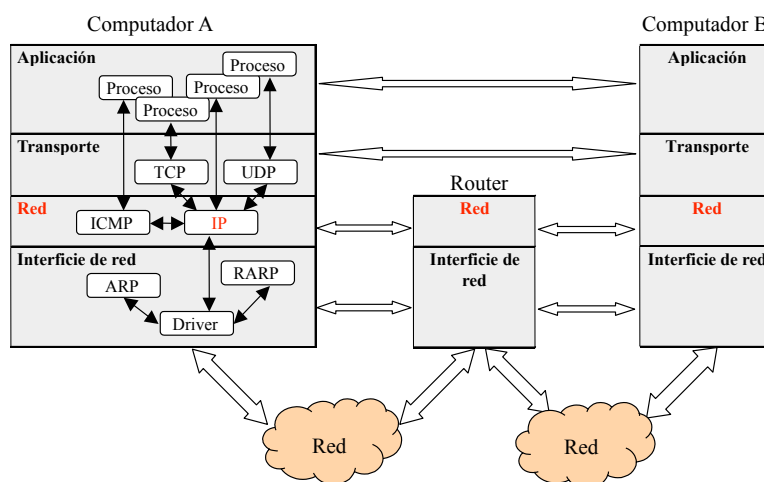 Computador A
Computador B
Aplicación
Proceso
Proceso
Proceso
Proceso
Aplicación
Transporte
TCP
UDP
Transporte
Router
Red
ICMP
IP
Red
Red
Interficie de red
ARP
RARP
Driver
Interficie de
red
Interficie de red
Red
Red